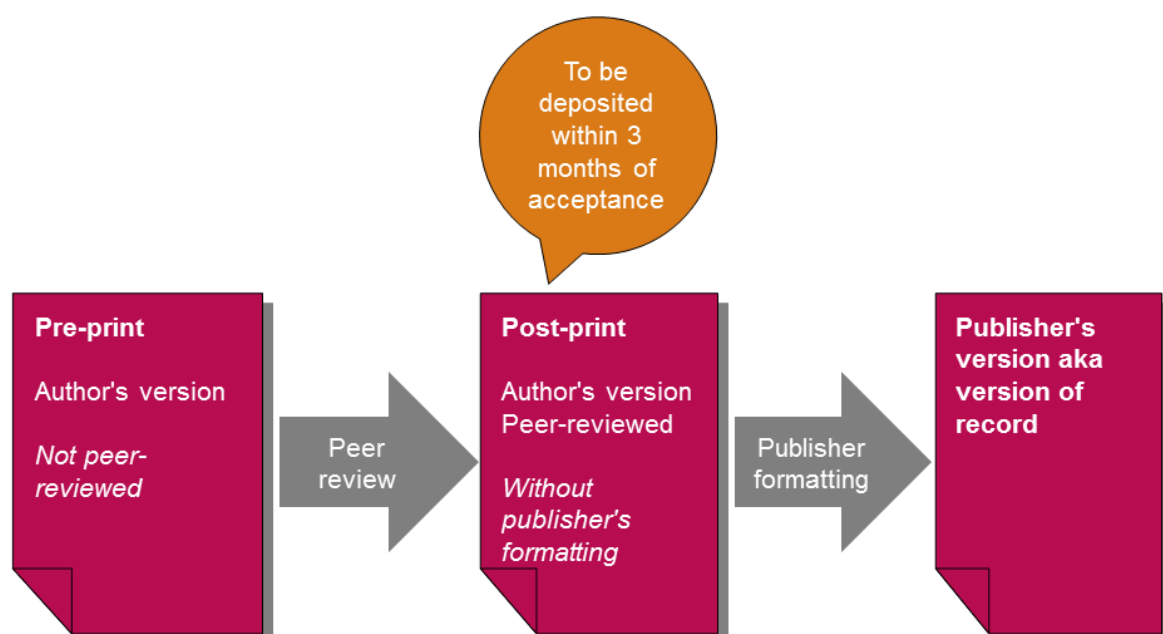 To be
deposited
within 3
months of
acceptance
Pre-print
Author's version
Not peer-
reviewed
Peer
review
Post-print
Author's version
Peer-reviewed
Without
publisher's
formatting
Publisher
formatting
Publisher's
version aka
version of
record